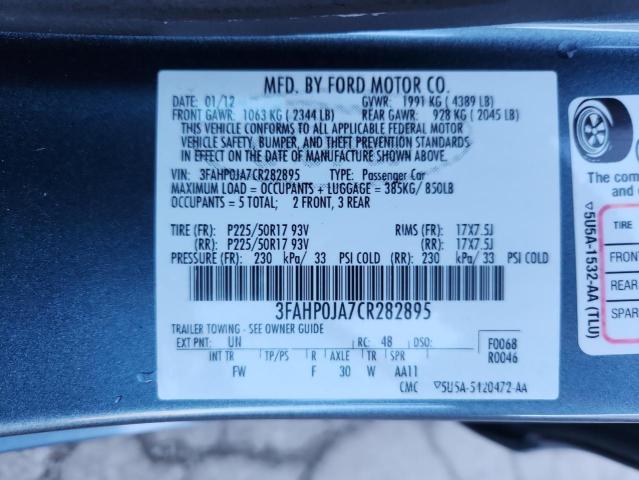 MFD. BY FORD MOTOR CO.
DATE: 01/12 GVWR: 1991 KG ( 4389 LB)
FRONT GAWR: 1063 KG ( 2344 LB) REAR GAWR: 928 KG ( 2045 LB)
THIS VEHICLE CONFORMS TO ALL APPLICABLE FEDERAL MOTOR
VEHICLE SAFETY, BUMPER, AND THEFT PREVENTION STANDARDS
IN EFFECT ON THE DATE OF MANUFACTURE SHOWN ABOVE.
VIN: 3FAHP0JA7CR282895 TYPE: Passenger Car
MAXIMUM LOAD = OCCUPANTS + LUGGAGE = 385KG/ 850LB
OCCUPANTS = 5 TOTAL; 2 FRONT, 3 REAR
TIRE (FR): P225/50R17 93V RIMS (FR): 17X7.5J
(RR): P225/50R17 93V (RR): 17X7.5J
PRESSURE (FR): 230 kPa/ 33 PSI COLD (RR): 230 kPa/ 33 PSI COLD
3FAHP0JA7CR282895
TRAILER TOWING - SEE OWNER GUIDE
EXT PNT: UN RC: 48 DSO: F0068
R0046
INT TR TP/PS R AXLE TR SPR
FW F 30 W AA11
CMC ▽5U5A-5420472-AA
The com
and c
TIRE
FRONT
REAR
SPAR
▽5U5A-1532-AA (TLU)